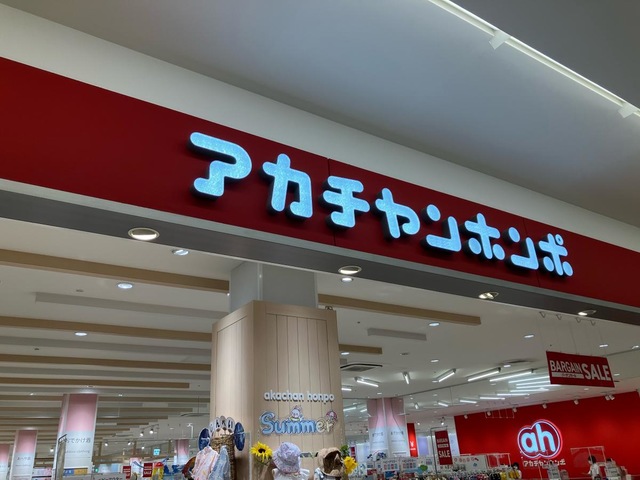 アカチャンホンポ
BARGAIN SALE
akachan honpo
Summer
ah
アカチャンホンポ
SALE